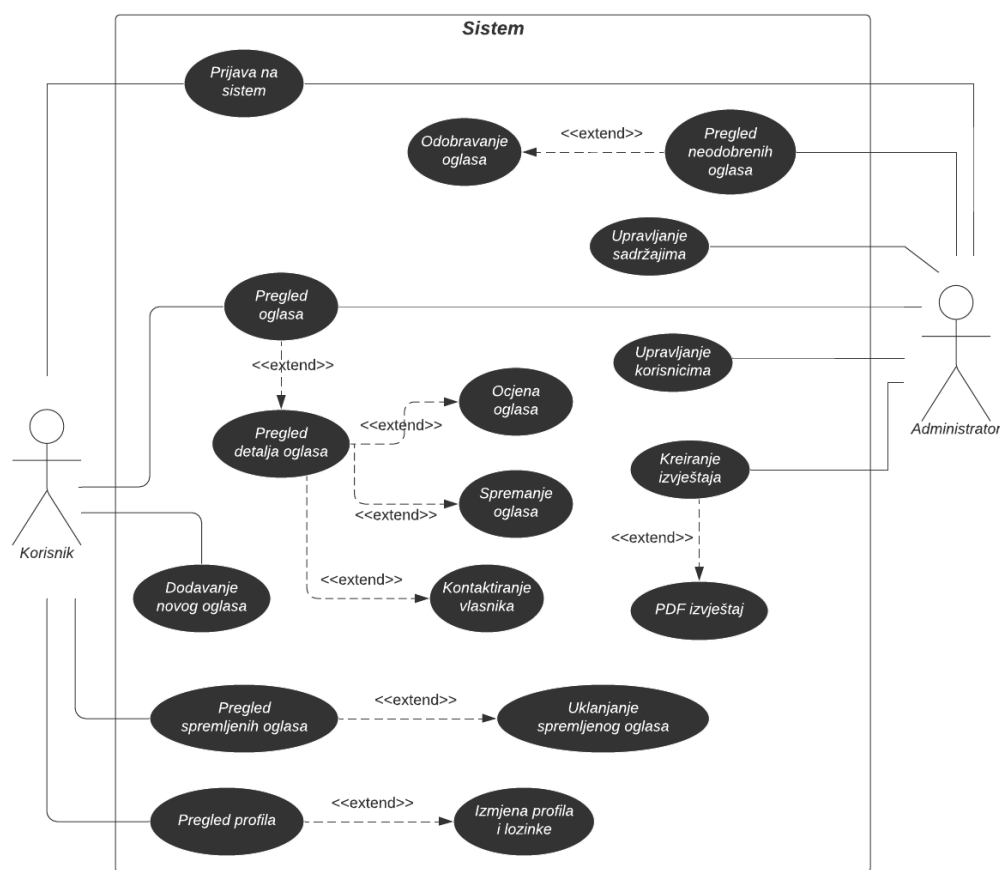 Sistem
Prijava na
sistem
<<extend>>
Odobravanje
oglasa
Pregled
neodobrenih
oglasa
Upravljanje
sadržajima
Pregled
oglasa
Upravljanje
korisnicima
<<extend>>
Ocjena
oglasa
<<extend>>
Pregled
detalja oglasa
Administrator
Kreiranje
izvještaja
Spremanje
oglasa
<<extend>>
<<extend>>
Korisnik
<<extend>>
Dodavanje
novog oglasa
Kontaktiranje
vlasnika
PDF izvještaj
<<extend>>
Pregled
spremljenih oglasa
Uklanjanje
spremljenog oglasa
<<extend>>
Pregled profila
Izmjena profila
i lozinke